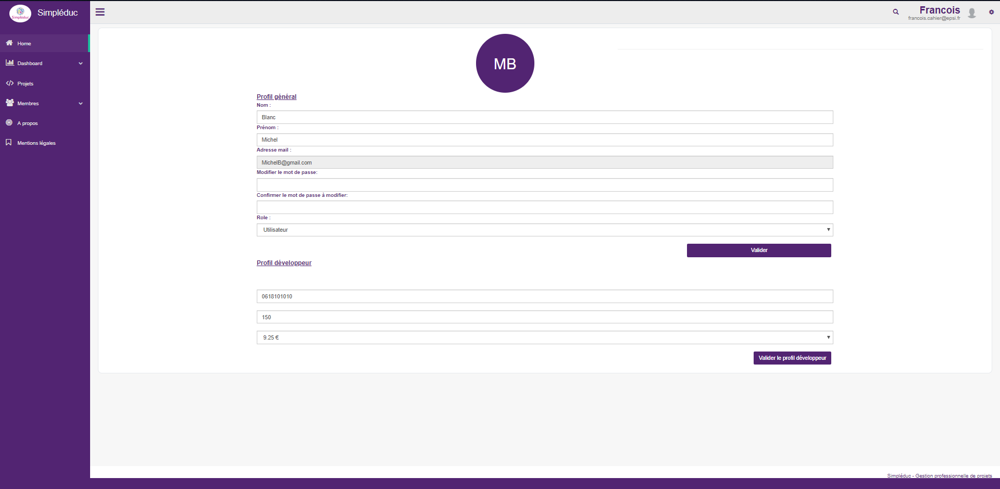 Simpléduc
Simpléduc
Francois
francois.cahier@epsi.fr
Home
Dashboard
Projets
Membres
A propos
Mentions légales
MB
Profil général
Nom :
Blanc
Prénom :
Michel
Adresse mail :
MichelB@gmail.com
Modifier le mot de passe:
Confirmer le mot de passe à modifier:
Role :
Utilisateur
Valider
Profil développeur
0618101010
150
9.25 €
Valider le profil développeur
Simpléduc - Gestion professionnelle de projets